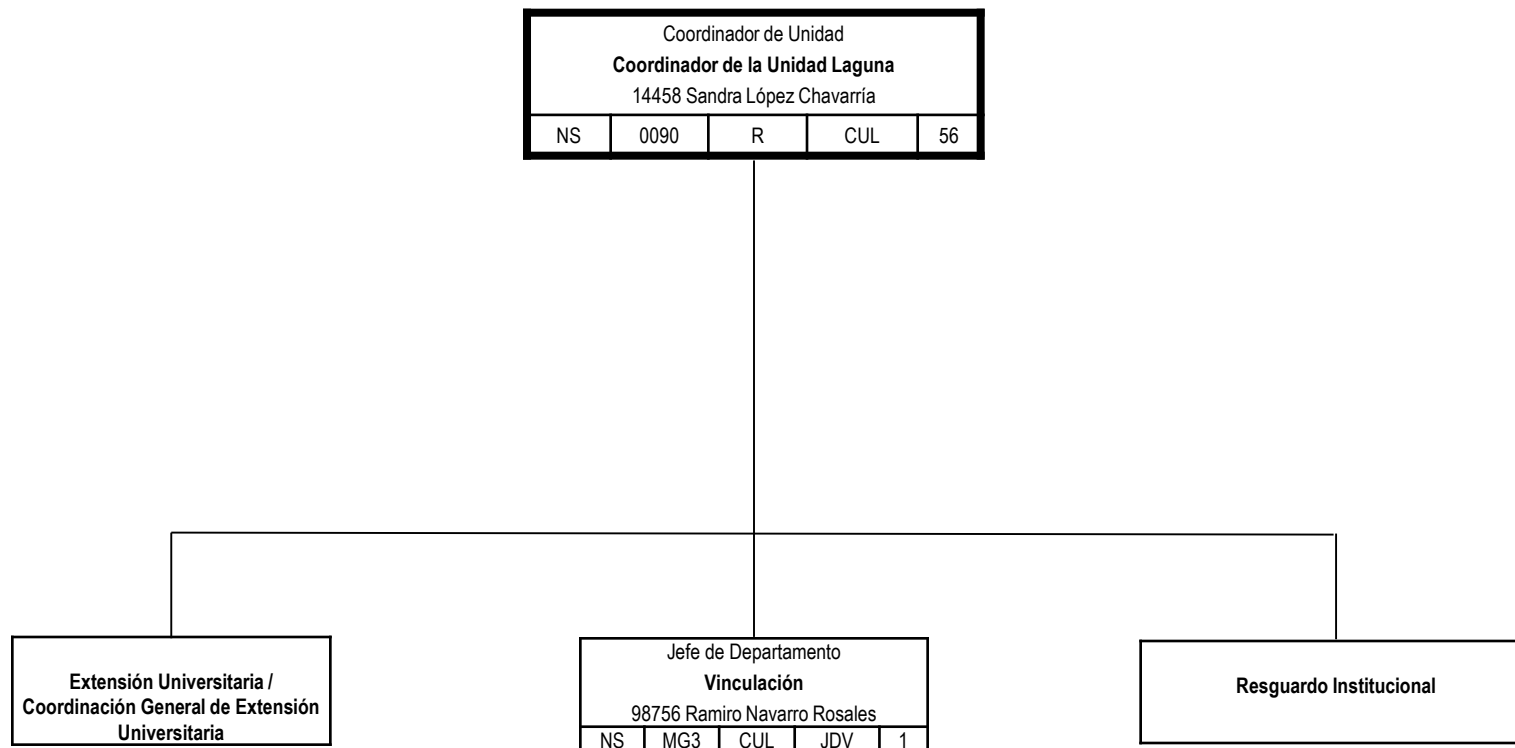 Coordinador de Unidad
Coordinador de la Unidad Laguna
14458 Sandra López Chavarría
NS 0090 R CUL 56
Extensión Universitaria /
Coordinación General de Extensión
Universitaria
Jefe de Departamento
Vinculación
98756 Ramiro Navarro Rosales
NS MG3 CUL JDV 1
Resguardo Institucional